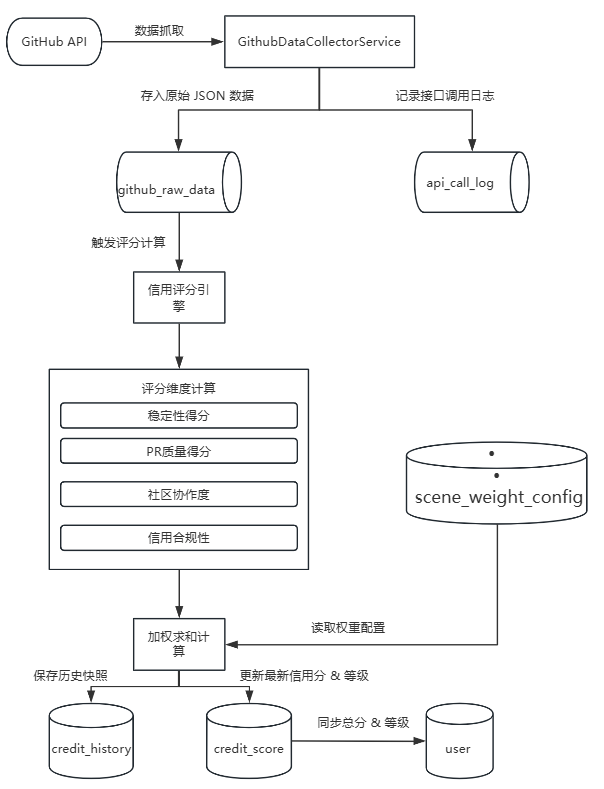 GitHub API
数据抓取
GithubDataCollectorService
存入原始 JSON 数据
记录接口调用日志
github_raw_data
api_call_log
触发评分计算
信用评分引
擎
评分维度计算
稳定性得分
PR质量得分
社区协作度
信用合规性
scene_weight_config
读取权重配置
加权求和计
算
保存历史快照
更新最新信用分 & 等级
credit_history
credit_score
同步总分 & 等级
user